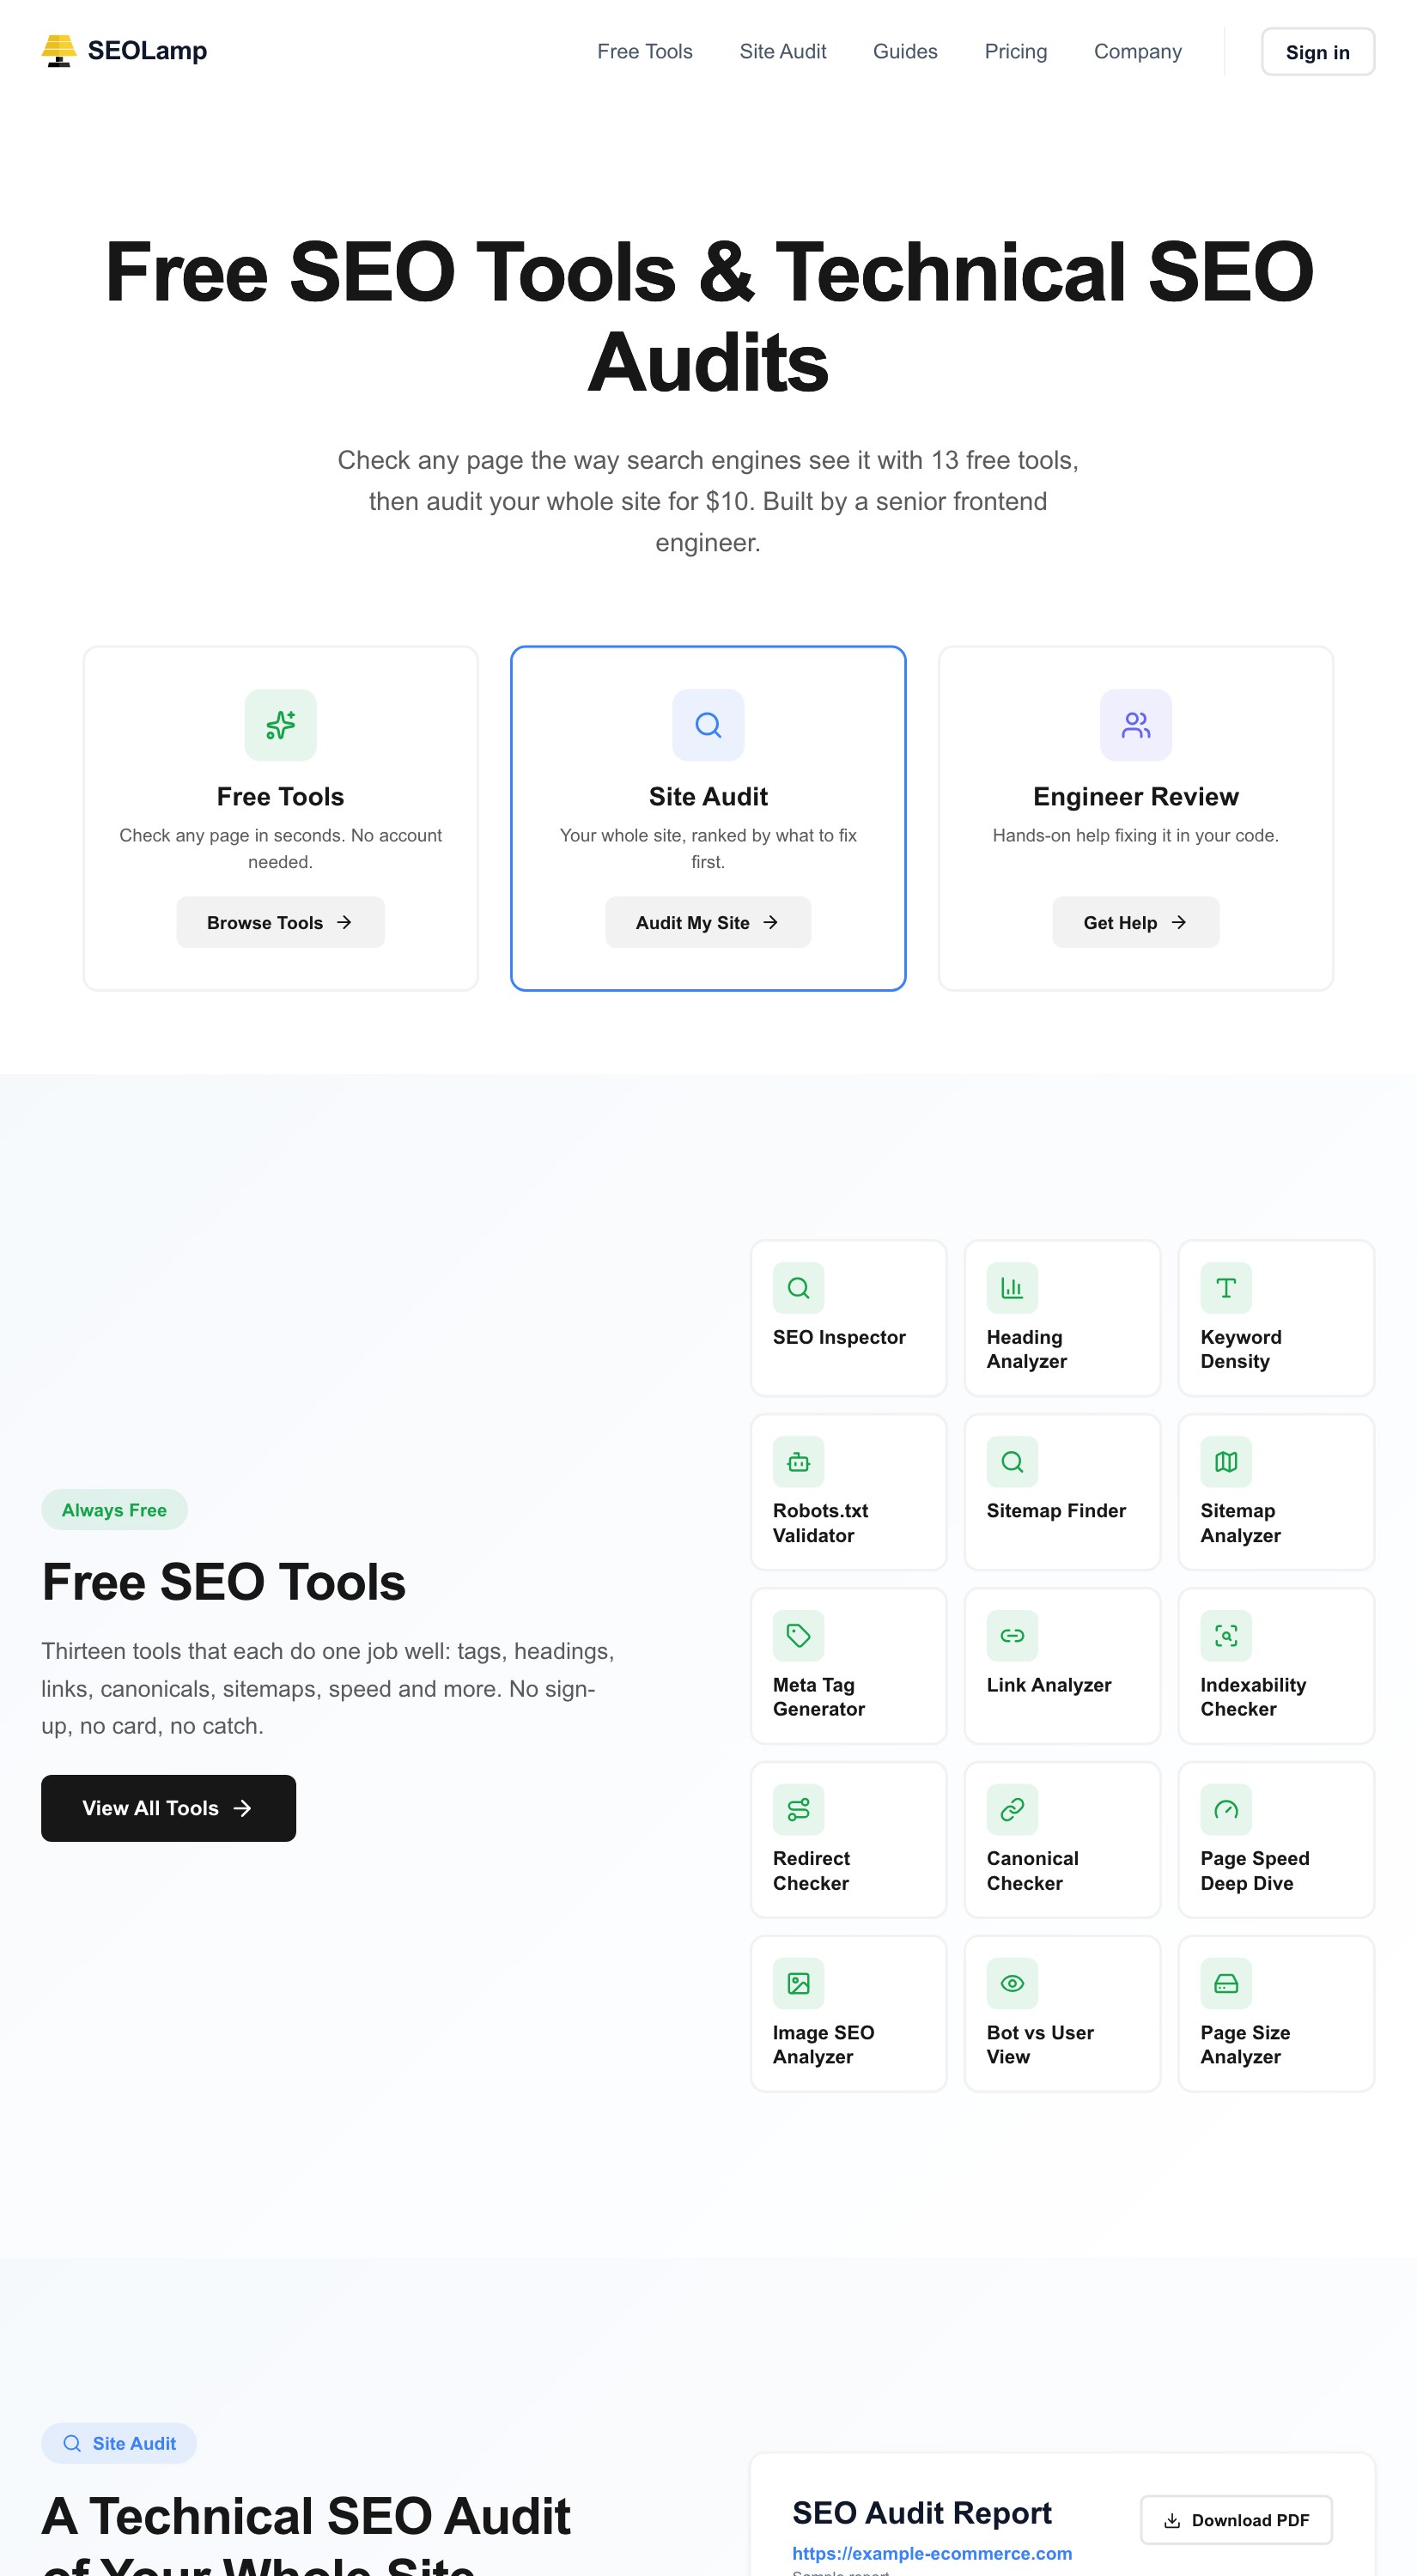 SEOLamp
Free Tools
Site Audit
Guides
Pricing
Company
Sign in
Free SEO Tools & Technical SEO
Audits
Check any page the way search engines see it with 13 free tools,
then audit your whole site for $10. Built by a senior frontend
engineer.
Free Tools
Check any page in seconds. No account
needed.
Browse Tools
Site Audit
Your whole site, ranked by what to fix
first.
Audit My Site
Engineer Review
Hands-on help fixing it in your code.
Get Help
Always Free
Free SEO Tools
Thirteen tools that each do one job well: tags, headings,
links, canonicals, sitemaps, speed and more. No sign-
up, no card, no catch.
View All Tools
SEO Inspector
Heading
Analyzer
Keyword
Density
Robots.txt
Validator
Sitemap Finder
Sitemap
Analyzer
Meta Tag
Generator
Link Analyzer
Indexability
Checker
Redirect
Checker
Canonical
Checker
Page Speed
Deep Dive
Image SEO
Analyzer
Bot vs User
View
Page Size
Analyzer
Site Audit
A Technical SEO Audit
of Your Whole Site
SEO Audit Report
https://example-ecommerce.com
Sample report
Download PDF